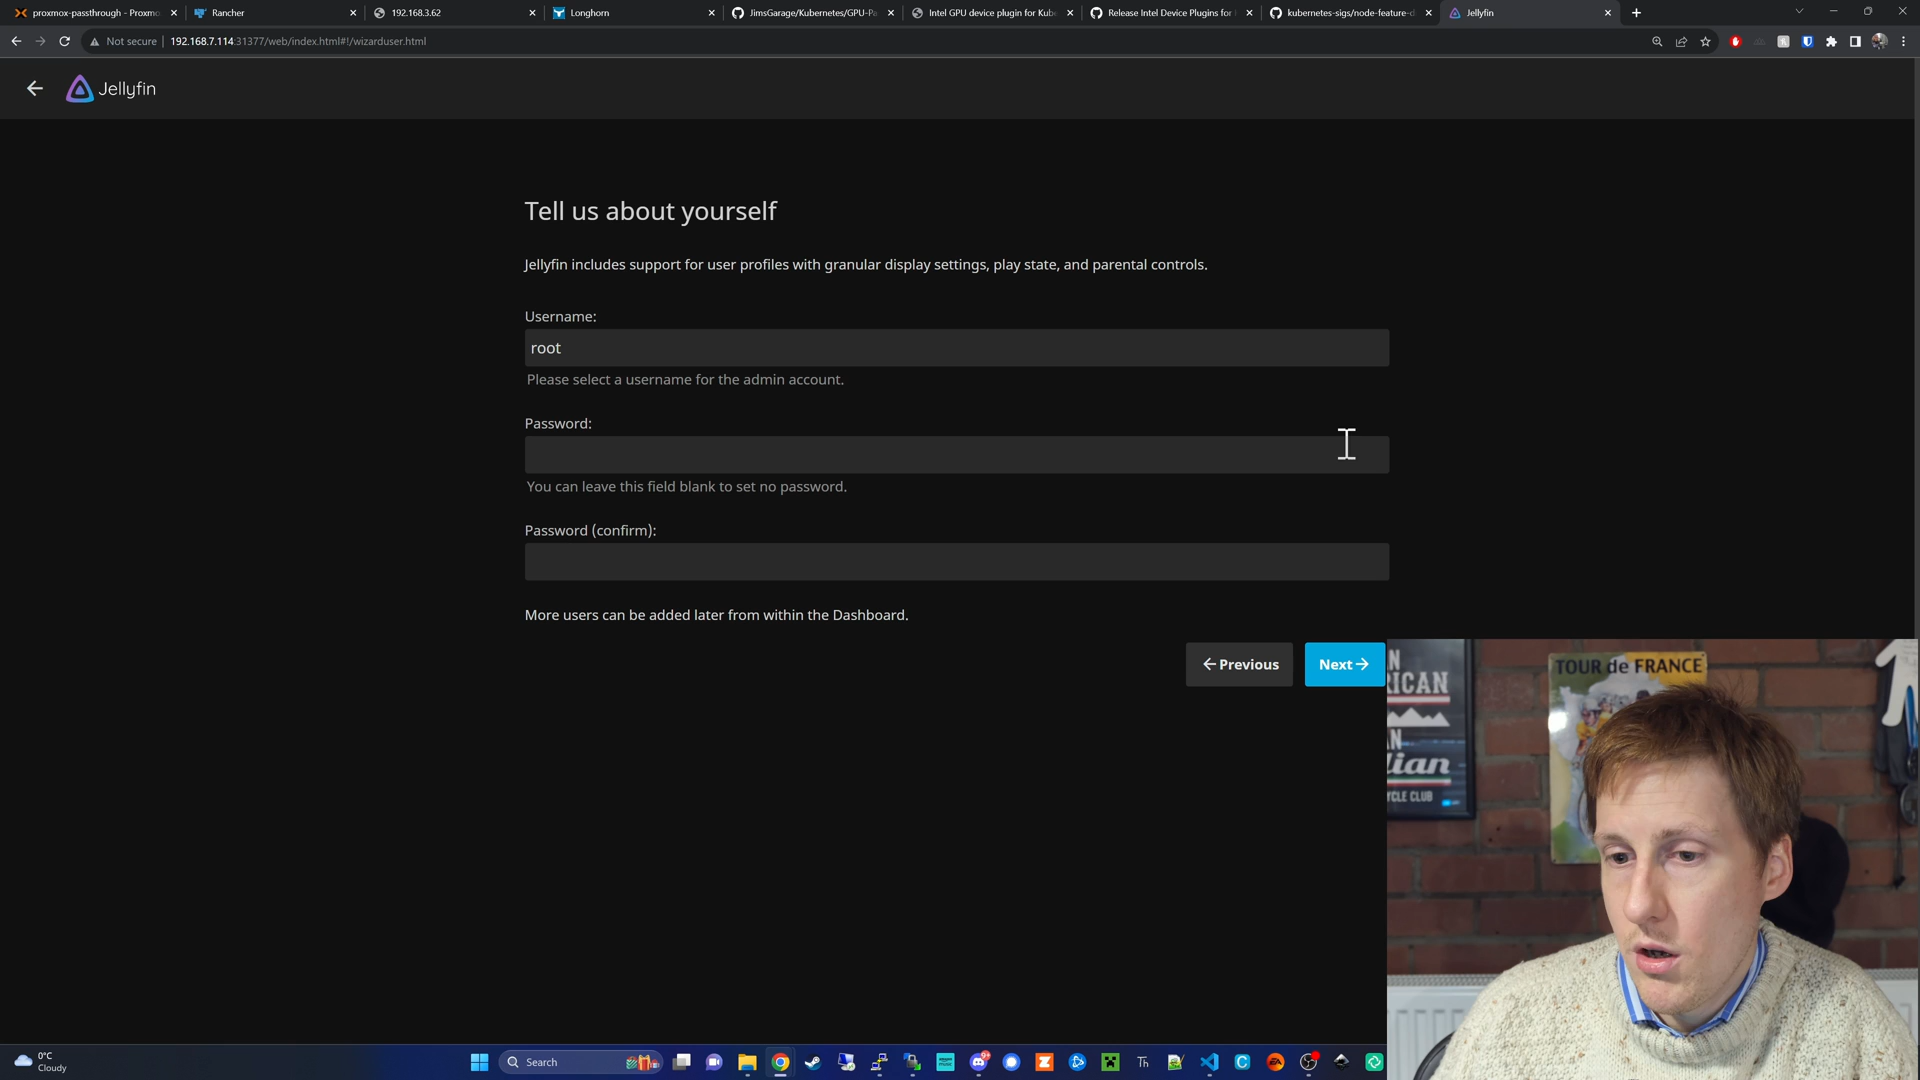 proxmox-passthrough - Proxmo
Rancher
192.168.3.62
Longhorn
JimsGarage/Kubernetes/GPU-Pa
Intel GPU device plugin for Kube
Release Intel Device Plugins for
kubernetes-sigs/node-feature-d
Jellyfin
Not secure
192.168.7.114:31377/web/index.html#!/wizarduser.html
Jellyfin
Tell us about yourself
Jellyfin includes support for user profiles with granular display settings, play state, and parental controls.
Username:
root
Please select a username for the admin account.
Password:
You can leave this field blank to set no password.
Password (confirm):
More users can be added later from within the Dashboard.
Previous
Next
TOUR de FRANCE
RICAN
lian
YCLE CLUB
0°C
Cloudy
Search
Th